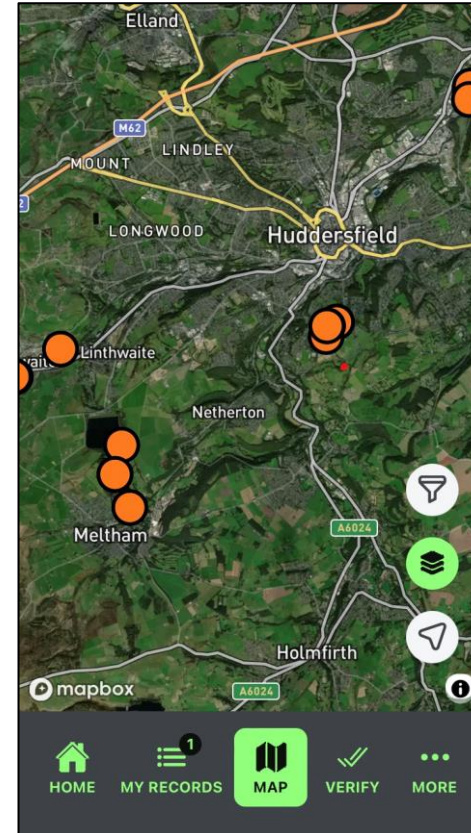 Elland
M62
LINDLEY
MOUNT
2
LONGWOOD
Huddersfield
Linthwaite
Netherton
Meltham
A6024
Holmfirth
mapbox
A6024
i
1
HOME
MY RECORDS
MAP
VERIFY
MORE